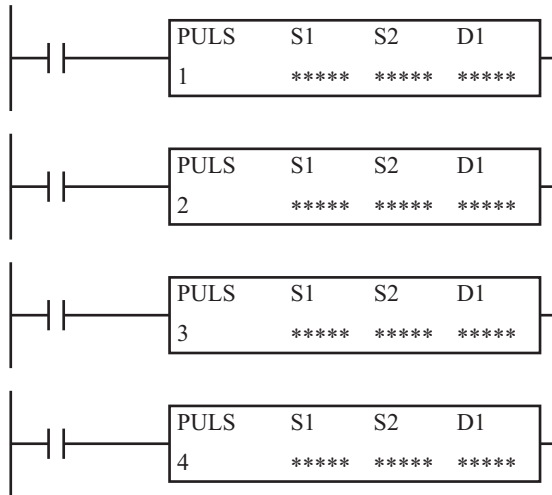 PULS S1 S2 D1
1 ***** ***** *****
PULS S1 S2 D1
2 ***** ***** *****
PULS S1 S2 D1
3 ***** ***** *****
PULS S1 S2 D1
4 ***** ***** *****